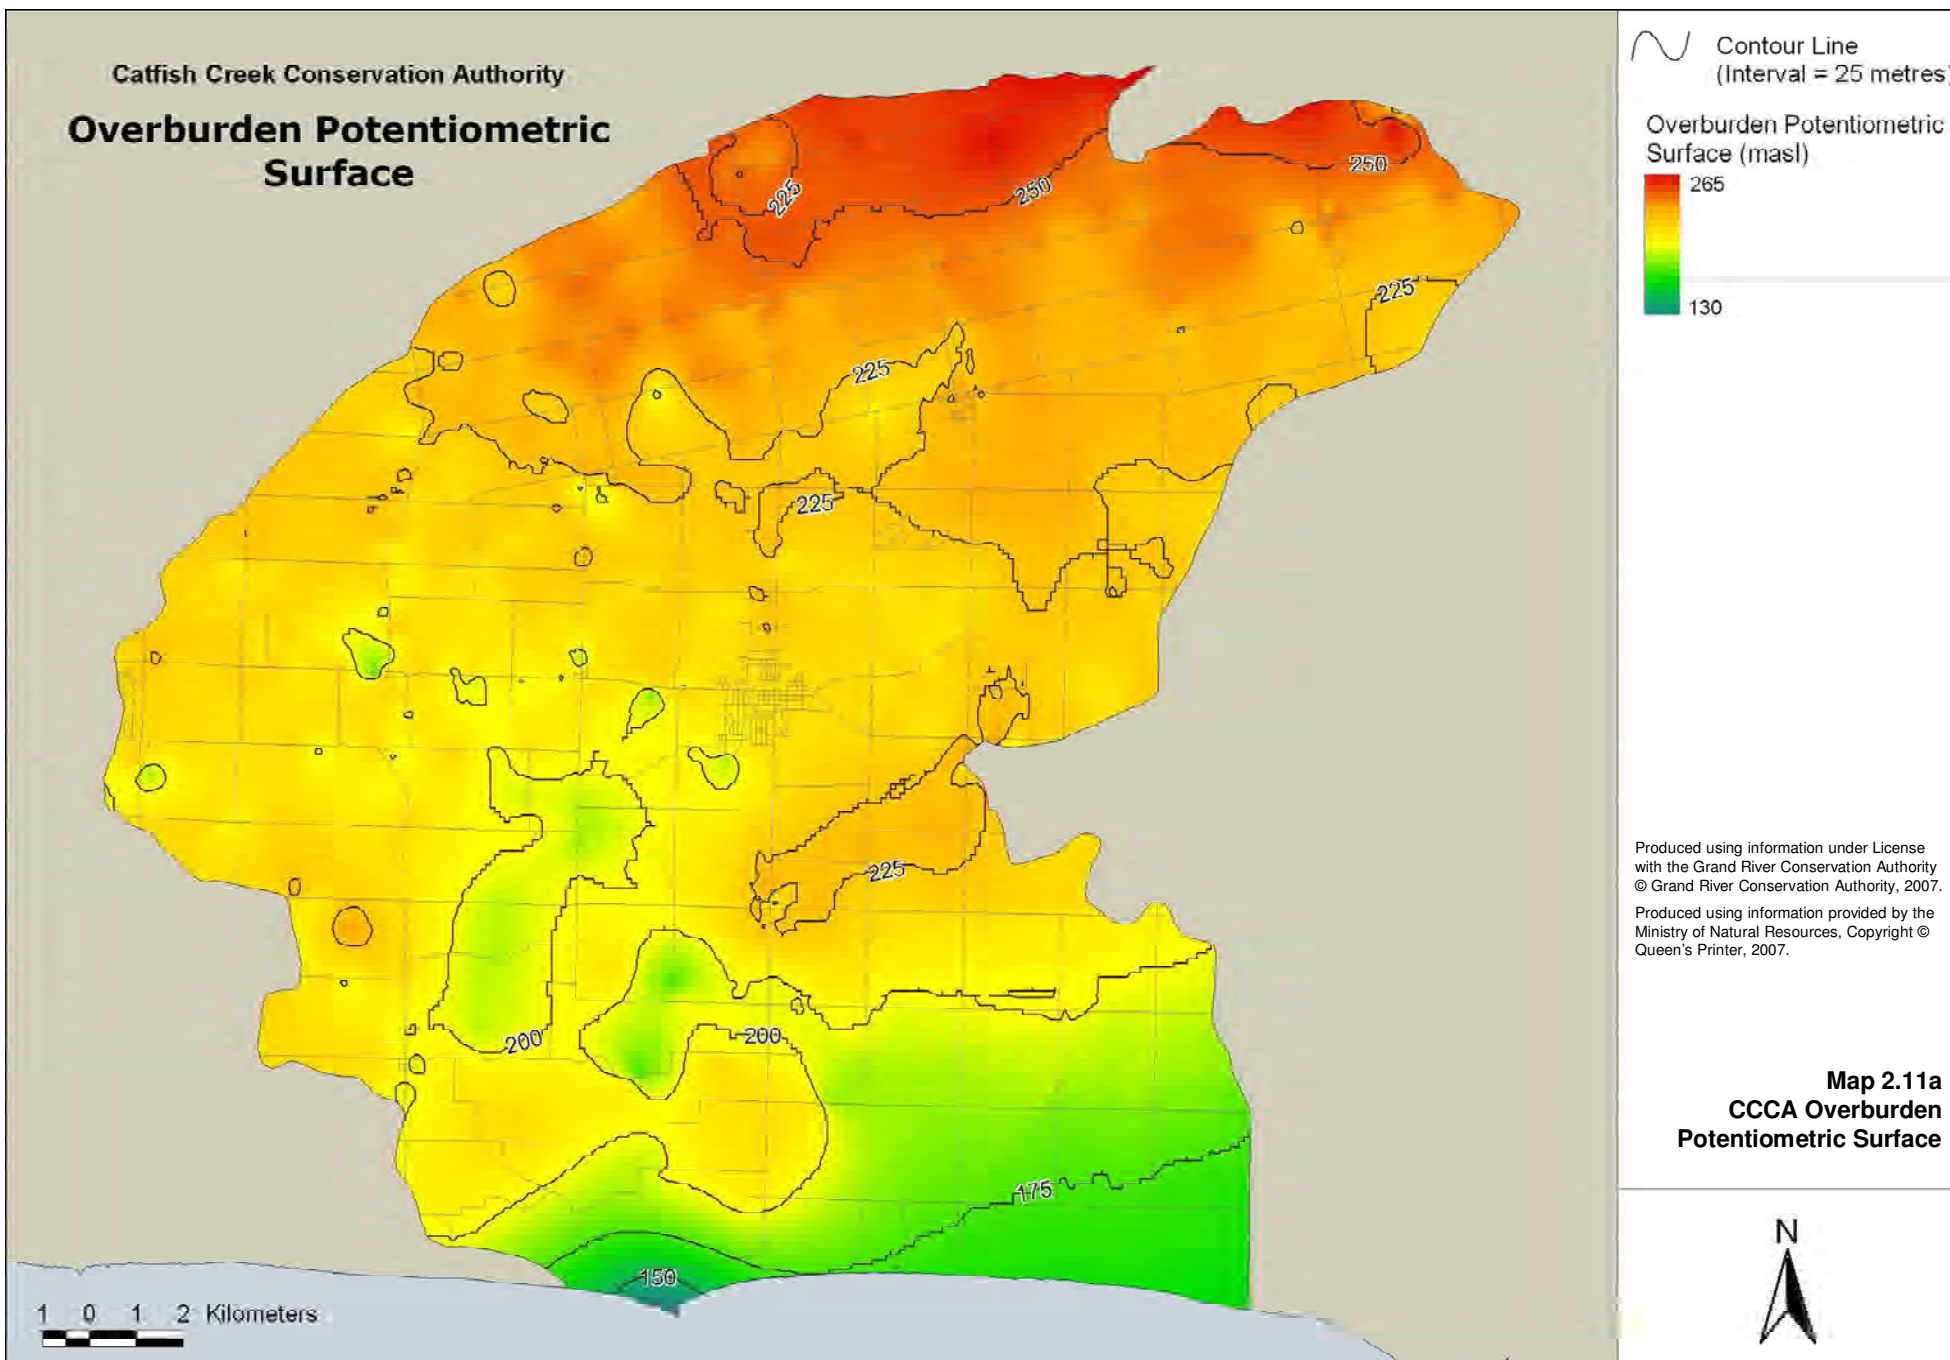 Catfish Creek Conservation Authority
Overburden Potentiometric
Surface
Contour Line
(Interval = 25 metres)
Overburden Potentiometric
Surface (masl)
265
130
250
250
225
225
225
225
225
200
200
175
150
1 0 1 2 Kilometers
Produced using information under License
with the Grand River Conservation Authority
© Grand River Conservation Authority, 2007.
Produced using information provided by the
Ministry of Natural Resources, Copyright ©
Queen's Printer, 2007.
Map 2.11a
CCCA Overburden
Potentiometric Surface
N